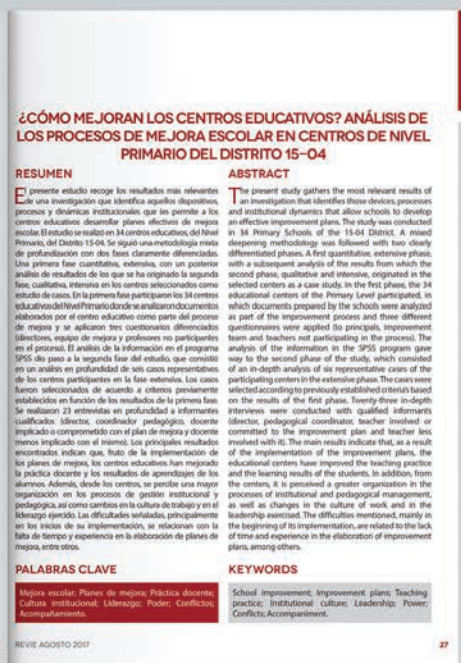 ¿CÓMO MEJORAN LOS CENTROS EDUCATIVOS? ANÁLISIS DE
LOS PROCESOS DE MEJORA ESCOLAR EN CENTROS DE NIVEL
PRIMARIO DEL DISTRITO 15-04
RESUMEN
El presente estudio recoge los resultados más relevantes
de una investigación que identifica aquellos dispositivos,
procesos y dinámicas institucionales que les permite a los
centros educativos desarrollar planes efectivos de mejora
escolar. El estudio se realizó en 34 centros educativos, del Nivel
Primario, del Distrito 15-04. Se siguió una metodología mixta
de profundización con dos fases claramente diferenciadas.
Una primera fase cuantitativa, extensiva, con un posterior
análisis de resultados de los que se ha originado la segunda
fase, cualitativa, intensiva en los centros seleccionados como
estudio de casos. En la primera fase participaron los 34 centros
educativos del Nivel Primario donde se analizaron documentos
elaborados por el centro educativo como parte del proceso
de mejora y se aplicaron tres cuestionarios diferenciados
(directores, equipo de mejora y profesores no participantes
en el proceso). El análisis de la información en el programa
SPSS dio paso a la segunda fase del estudio, que consistió
en un análisis en profundidad de seis casos representativos
de los centros participantes en la fase extensiva. Los casos
fueron seleccionados de acuerdo a criterios previamente
establecidos en función de los resultados de la primera fase.
Se realizaron 23 entrevistas en profundidad a informantes
cualificados (director, coordinador pedagógico, docente
implicado o comprometido con el plan de mejora y docente
menos implicado con el mismo). Los principales resultados
encontrados indican que, fruto de la implementación de
los planes de mejora, los centros educativos han mejorado
la práctica docente y los resultados de aprendizajes de los
alumnos. Además, desde los centros, se percibe una mayor
organización en los procesos de gestión institucional y
pedagógica, así como cambios en la cultura de trabajo y en el
liderazgo ejercido. Las dificultades señaladas, principalmente
en los inicios de su implementación, se relacionan con la
falta de tiempo y experiencia en la elaboración de planes de
mejora, entre otros.
PALABRAS CLAVE
Mejora escolar; Planes de mejora; Práctica docente;
Cultura institucional; Liderazgo; Poder; Conflictos;
Acompañamiento.
ABSTRACT
The present study gathers the most relevant results of
an investigation that identifies those devices, processes
and institutional dynamics that allow schools to develop
an effective improvement plans. The study was conducted
in 34 Primary Schools of the 15-04 District. A mixed
deepening methodology was followed with two clearly
differentiated phases. A first quantitative, extensive phase,
with a subsequent analysis of the results from which the
second phase, qualitative and intensive, originated in the
selected centers as a case study. In the first phase, the 34
educational centers of the Primary Level participated, in
which documents prepared by the schools were analyzed
as part of the improvement process and three different
questionnaires were applied (to principals, improvement
team and teachers not participating in the process). The
analysis of the information in the SPSS program gave
way to the second phase of the study, which consisted
of an in-depth analysis of six representative cases of the
participating centers in the extensive phase. The cases were
selected according to previously established criteria based
on the results of the first phase. Twenty-three in-depth
interviews were conducted with qualified informants
(director, pedagogical coordinator, teacher involved or
committed to the improvement plan and teacher less
involved with it). The main results indicate that, as a result
of the implementation of the improvement plans, the
educational centers have improved the teaching practice
and the learning results of the students. In addition, from
the centers, it is perceived a greater organization in the
processes of institutional and pedagogical management,
as well as changes in the culture of work and in the
leadership exercised. The difficulties mentioned, mainly in
the beginning of its implementation, are related to the lack
of time and experience in the elaboration of improvement
plans, among others.
KEYWORDS
School improvement; Improvement plans; Teaching
practice; Institutional culture; Leadership; Power;
Conflicts; Accompaniment.
REVIE AGOSTO 2017
27